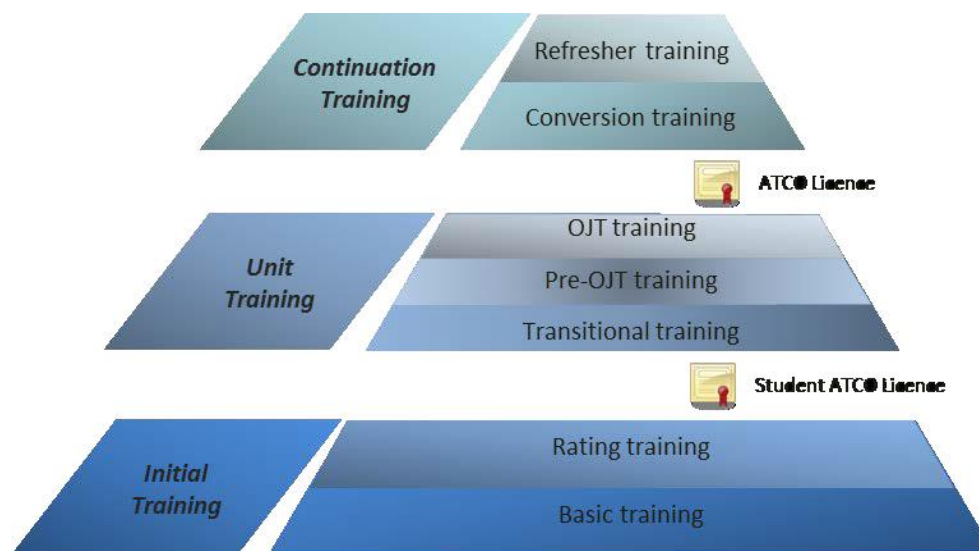 Continuation
Training
Refresher training
Conversion training
ATCO Licence
Unit
Training
OJT training
Pre-OJT training
Transitional training
Student ATCO Licence
Initial
Training
Rating training
Basic training